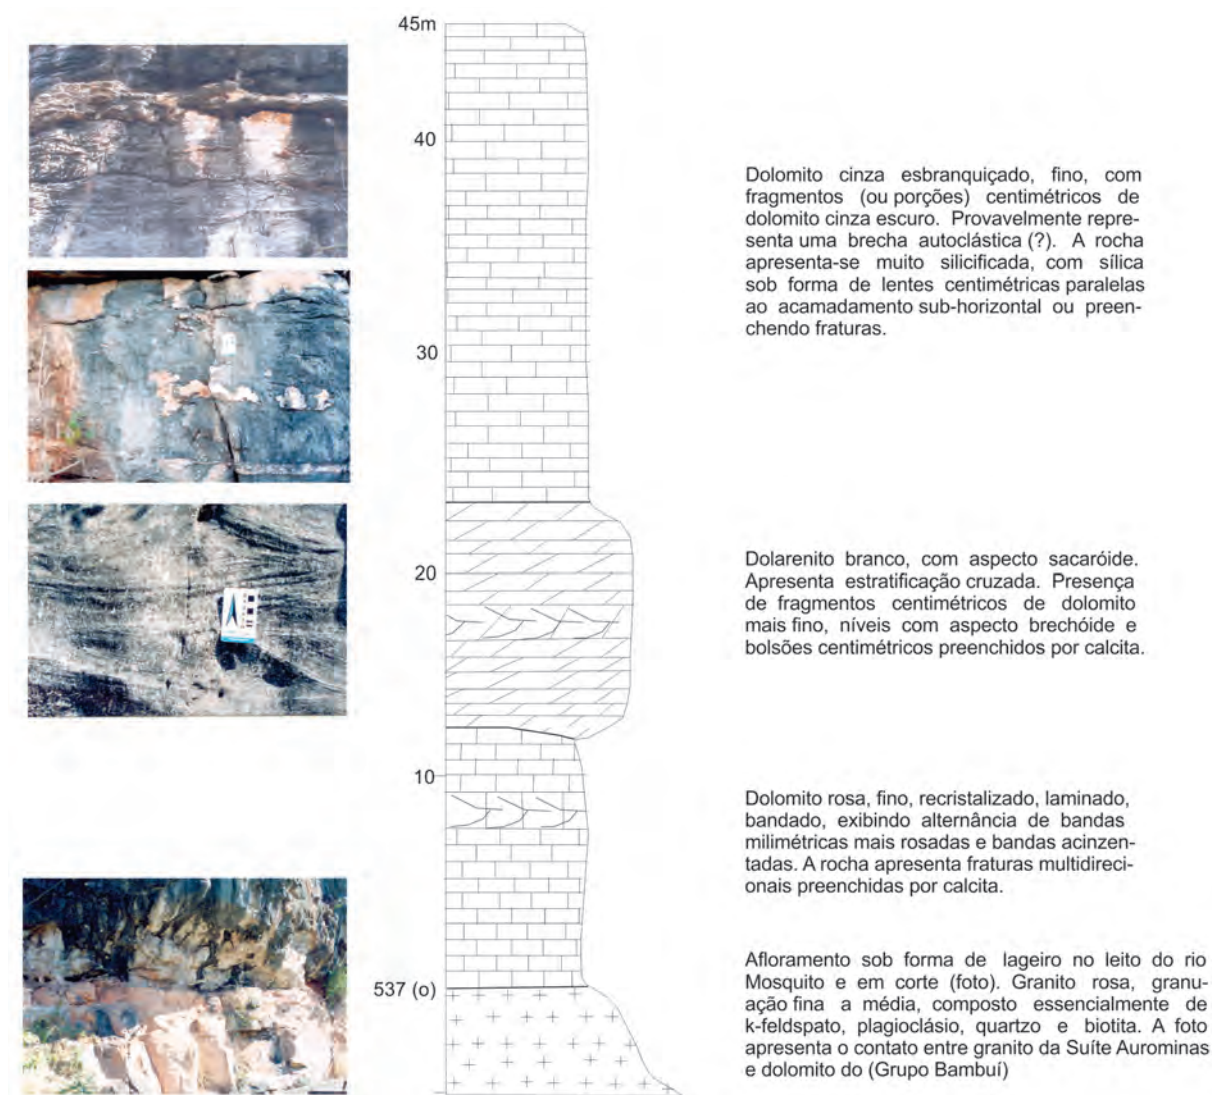 45m
40
Dolomito cinza esbranquiçado, fino, com
fragmentos (ou porções) centimétricos de
dolomito cinza escuro. Provavelmente repre-
senta uma brecha autoclástica (?). A rocha
apresenta-se muito silicificada, com sílica
sob forma de lentes centimétricas paralelas
ao acamadamento sub-horizontal ou preen-
chendo fraturas.
30
20
Dolarenito branco, com aspecto sacaróide.
Apresenta estratificação cruzada. Presença
de fragmentos centimétricos de dolomito
mais fino, níveis com aspecto brechóide e
bolsões centimétricos preenchidos por calcita.
10
Dolomito rosa, fino, recristalizado, laminado,
bandado, exibindo alternância de bandas
milimétricas mais rosadas e bandas acinzen-
tadas. A rocha apresenta fraturas multidireci-
onais preenchidas por calcita.
537 (o)
Afloramento sob forma de lageiro no leito do rio
Mosquito e em corte (foto). Granito rosa, granu-
ação fina a média, composto essencialmente de
k-feldspato, plagioclásio, quartzo e biotita. A foto
apresenta o contato entre granito da Suíte Aurominas
e dolomito do (Grupo Bambuí)